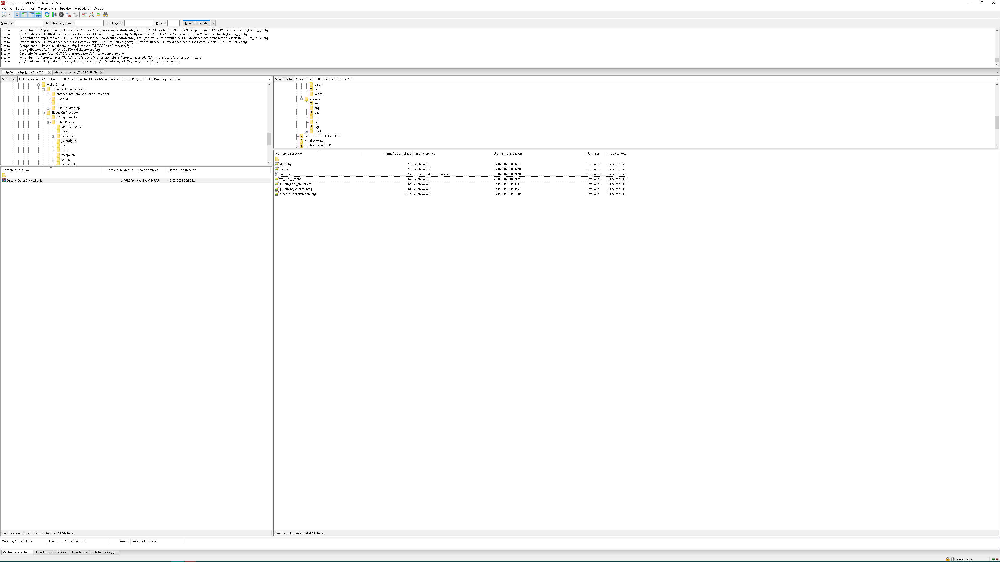 sftp://usroutqa@172.17.226.24 - FileZilla
Archivo Edición Ver Transferencia Servidor Marcadores Ayuda
Servidor: Nombre de usuario: Contraseña: Puerto: Conexión rápida
Estado: Renombrando '/ftp/interfaces/OUTQA/ldiab/proceso/shell/confVariablesAmbiente_Carrier.cfg' a '/ftp/interfaces/OUTQA/ldiab/proceso/shell/confVariablesAmbiente_Carrier_xyz.cfg'
Estado: /ftp/interfaces/OUTQA/ldiab/proceso/shell/confVariablesAmbiente_Carrier.cfg -> /ftp/interfaces/OUTQA/ldiab/proceso/shell/confVariablesAmbiente_Carrier_xyz.cfg
Estado: Renombrando '/ftp/interfaces/OUTQA/ldiab/proceso/shell/confVariablesAmbiente_Carrier_xyz.cfg' a '/ftp/interfaces/OUTQA/ldiab/proceso/shell/confVariablesAmbiente_Carrier.cfg'
Estado: /ftp/interfaces/OUTQA/ldiab/proceso/shell/confVariablesAmbiente_Carrier_xyz.cfg -> /ftp/interfaces/OUTQA/ldiab/proceso/shell/confVariablesAmbiente_Carrier.cfg
Estado: Recuperando el listado del directorio "/ftp/interfaces/OUTQA/ldiab/proceso/cfg"...
Estado: Listing directory /ftp/interfaces/OUTQA/ldiab/proceso/cfg
Estado: Directorio "/ftp/interfaces/OUTQA/ldiab/proceso/cfg" listado correctamente
Estado: Renombrando '/ftp/interfaces/OUTQA/ldiab/proceso/cfg/ftp_user.cfg' a '/ftp/interfaces/OUTQA/ldiab/proceso/cfg/ftp_user_xyz.cfg'
Estado: /ftp/interfaces/OUTQA/ldiab/proceso/cfg/ftp_user.cfg -> /ftp/interfaces/OUTQA/ldiab/proceso/cfg/ftp_user_xyz.cfg
sftp://usroutqa@172.17.226.24 vtr%2Fftpcarrier@172.17.58.199
Sitio local: C:\Users\jsilvamar\OneDrive - 160K SPA\Proyectos Mallas\Malla Carrier\Ejecución Proyecto\Datos Prueba\jar antiguo\
Malla Carrier
Documentación Proyecto
antecedentes enviados carlos martinez
modelos
otros
U2P-LDI-develop
Ejecución Proyecto
Código Fuente
Datos Prueba
archivos revisar
bajas
Evidencia
jar antiguo
ldi
otros
recepcion
ventas
ventas_diff
Nombre de archivo Tamaño de archivo Tipo de archivo Última modificación
..
ObtenerDatosClienteLdi.jar 2.763.049 Archivo WinRAR 16-02-2021 20:30:32
1 archivo seleccionado. Tamaño total: 2.763.049 bytes
Sitio remoto: /ftp/interfaces/OUTQA/ldiab/proceso/cfg
bajas
resp
ventas
proceso
awk
cfg
dat
ftp
jar
log
shell
MUL-MULTIPORTADORES
multiportador
multiportador_OLD
Nombre de archivo Tamaño de archivo Tipo de archivo Última modificación Permisos Propietario/...
..
altas.cfg 58 Archivo CFG 15-02-2021 20:36:13 -rw-rw-r-- usroutqa us...
bajas.cfg 55 Archivo CFG 15-02-2021 20:36:28 -rw-rw-r-- usroutqa us...
config.ini 357 Opciones de configuración 16-02-2021 20:09:20 -rw-rw-r-- usroutqa us...
ftp_user_xyz.cfg 64 Archivo CFG 29-01-2021 10:29:25 -rw-rw-r-- usroutqa us...
genera_altas_carrier.cfg 65 Archivo CFG 12-02-2021 8:50:33 -rw-rw-r-- usroutqa us...
genera_bajas_carrier.cfg 61 Archivo CFG 12-02-2021 8:50:40 -rw-rw-r-- usroutqa us...
procesoConfAmbiente.cfg 3.775 Archivo CFG 15-02-2021 20:37:30 -rw-rw-r-- usroutqa us...
7 archivos. Tamaño total: 4.435 bytes
Servidor/Archivo local Direcci... Archivo remoto Tamaño Prioridad Estado
Archivos en cola Transferencias fallidas Transferencias satisfactorias (3)
Cola: vacía